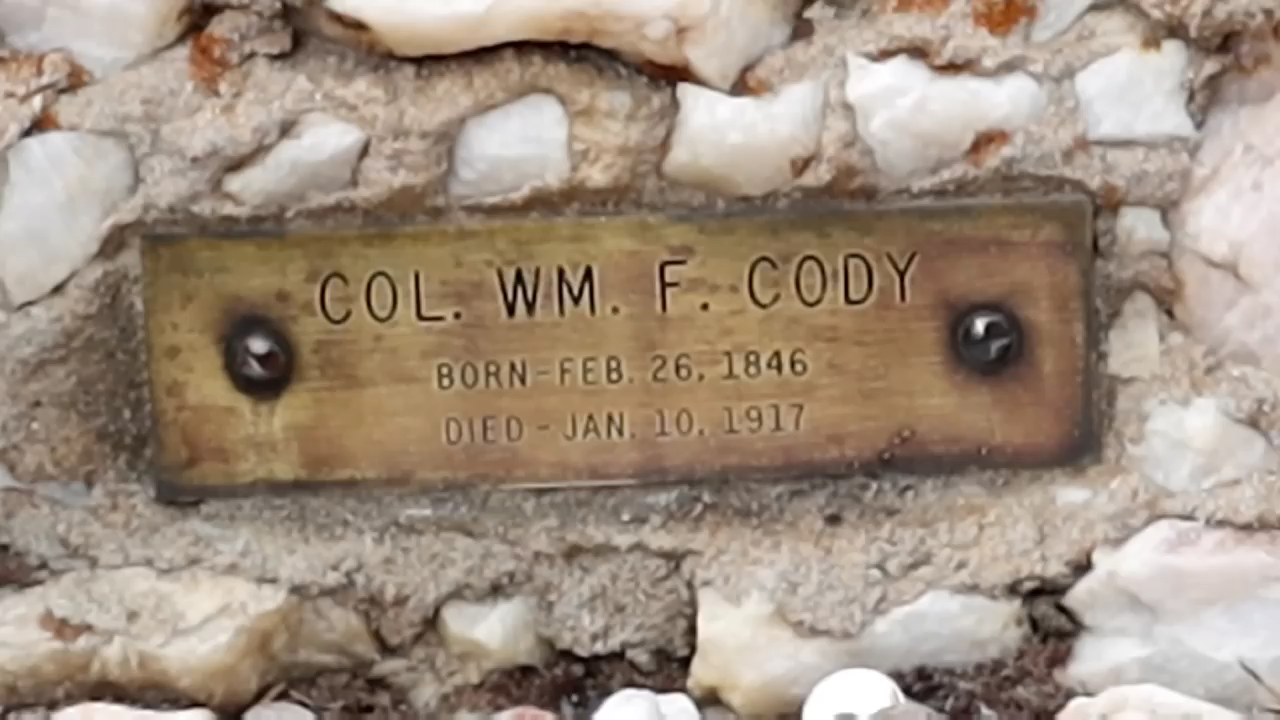 COL. WM. F. CODY
BORN-FEB. 26, 1846
DIED-JAN. 10, 1917